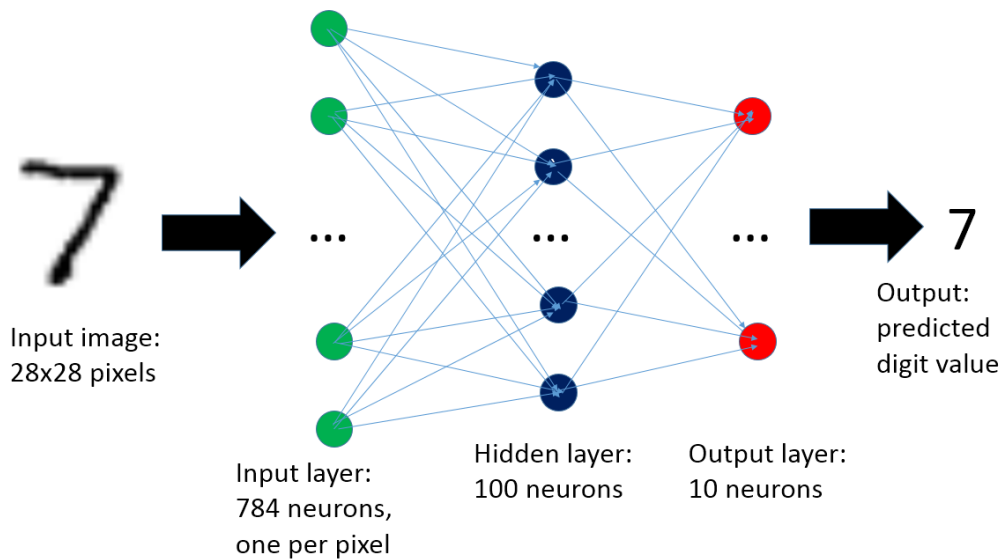 7
...
...
...
7
Input image:
28x28 pixels
Output:
predicted
digit value
Input layer:
784 neurons,
one per pixel
Hidden layer:
100 neurons
Output layer:
10 neurons